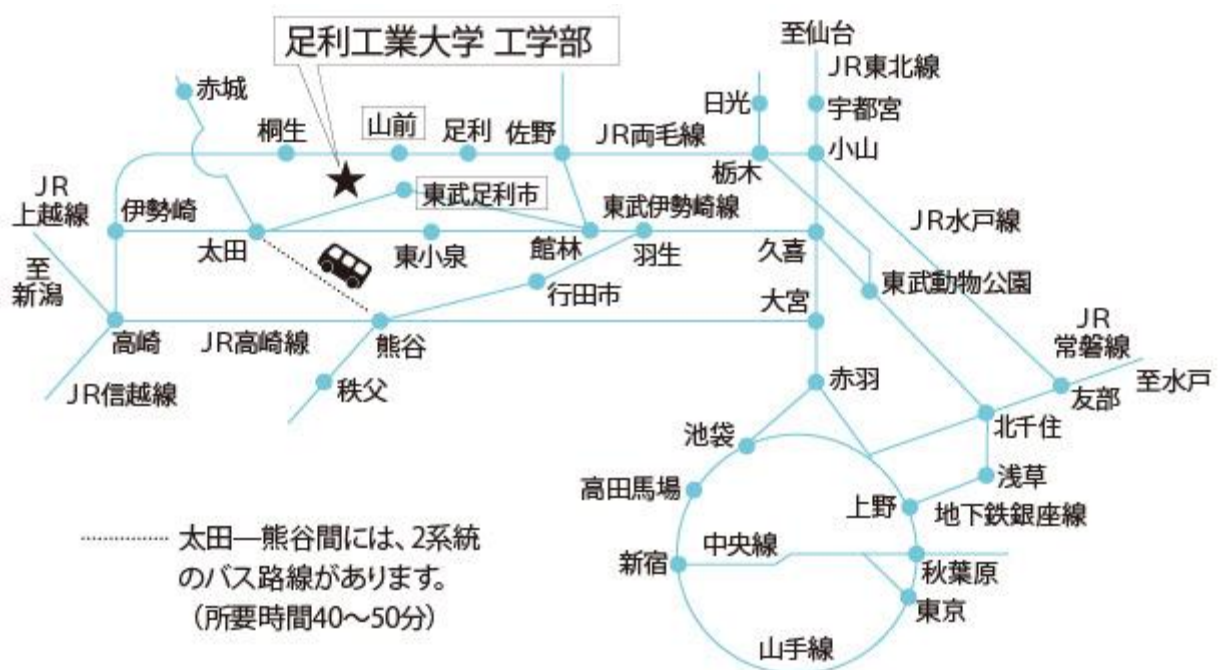 足利工業大学 工学部
至仙台
JR東北線
赤城
日光
宇都宮
桐生
山前
足利
佐野
JR両毛線
小山
栃木
JR
上越線
伊勢崎
東武足利市
東武伊勢崎線
JR水戸線
太田
東小泉
館林
羽生
久喜
至
新潟
行田市
大宮
東武動物公園
高崎
JR高崎線
熊谷
JR
常磐線
JR信越線
秩父
赤羽
至水戸
友部
池袋
北千住
高田馬場
浅草
上野
地下鉄銀座線
太田―熊谷間には、2系統
のバス路線があります。
（所要時間40～50分）
新宿
中央線
秋葉原
東京
山手線